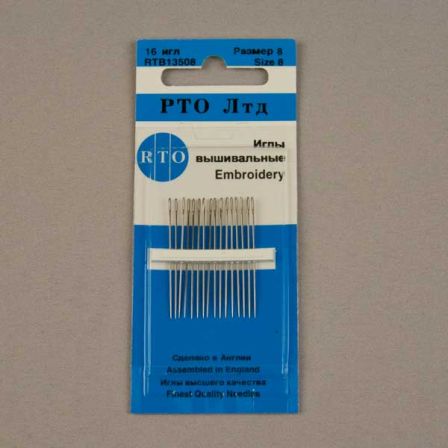 16 игл Размер 8
RTB13508 Size 8
РТО Лтд
Иглы
RTO
вышивальные
Embroidery
Сделано в Англии
Assembled in England
Иглы высшего качества
Finest Quality Needles